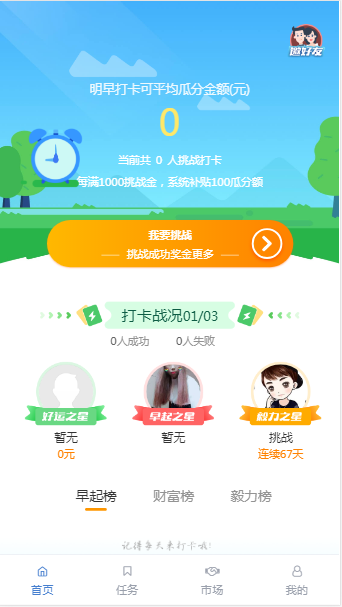 邀好友
明早打卡可平均瓜分金额(元)
0
当前共 0 人挑战打卡
每满1000挑战金，系统补贴100瓜分额
我要挑战
挑战成功奖金更多
打卡战况01/03
0人成功 0人失败
好运之星 早起之星 毅力之星
暂无 暂无 挑战
0元 连续67天
早起榜 财富榜 毅力榜
记得每天来打卡哦!
首页 任务 市场 我的